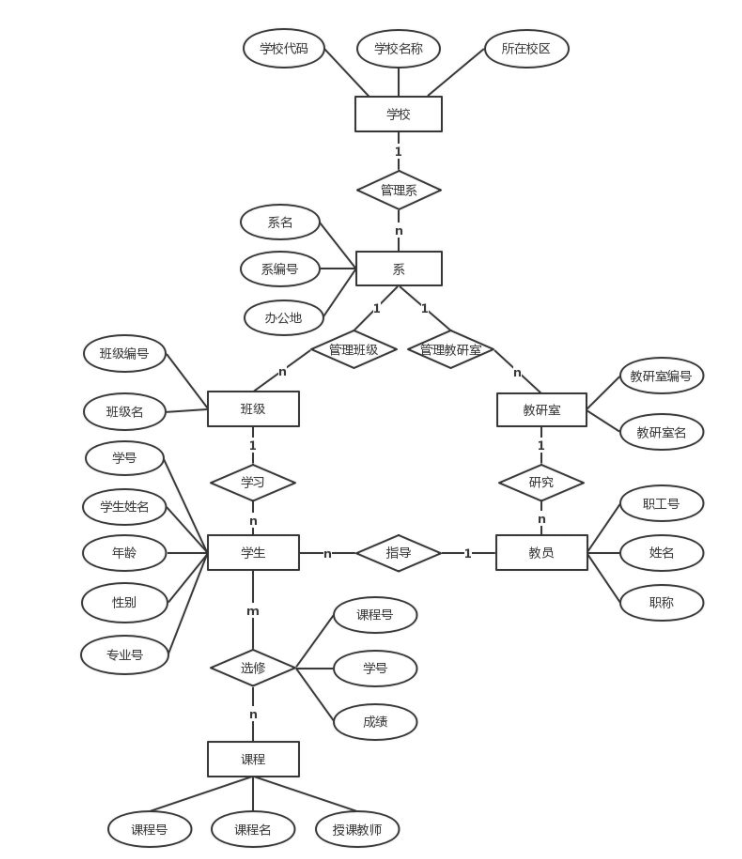 学校代码 学校名称 所在校区
学校
1
管理系
n
系名
系编号
系
办公地
1 1
管理班级 管理教研室
n n
班级编号
班级名
班级
教研室
教研室编号
教研室名
1 1
学习 研究
n n
学号
学生姓名
年龄
性别
专业号
学生 n 指导 1 教员
职工号
姓名
职称
m
选修
课程号
学号
成绩
n
课程
课程号 课程名 授课教师